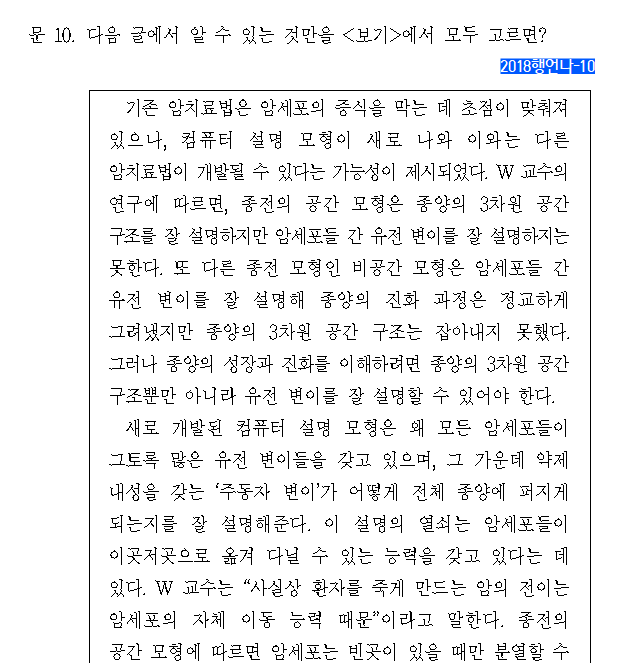 문 10. 다음 글에서 알 수 있는 것만을 <보기>에서 모두 고르면?
2018행언나-10
기존 암치료법은 암세포의 증식을 막는 데 초점이 맞춰져
있으나, 컴퓨터 설명 모형이 새로 나와 이와는 다른
암치료법이 개발될 수 있다는 가능성이 제시되었다. W 교수의
연구에 따르면, 종전의 공간 모형은 종양의 3차원 공간
구조를 잘 설명하지만 암세포들 간 유전 변이를 잘 설명하지는
못한다. 또 다른 종전 모형인 비공간 모형은 암세포들 간
유전 변이를 잘 설명해 종양의 진화 과정은 정교하게
그려냈지만 종양의 3차원 공간 구조는 잡아내지 못했다.
그러나 종양의 성장과 진화를 이해하려면 종양의 3차원 공간
구조뿐만 아니라 유전 변이를 잘 설명할 수 있어야 한다.
새로 개발된 컴퓨터 설명 모형은 왜 모든 암세포들이
그토록 많은 유전 변이들을 갖고 있으며, 그 가운데 약제
내성을 갖는 ‘주동자 변이’가 어떻게 전체 종양에 퍼지게
되는지를 잘 설명해준다. 이 설명의 열쇠는 암세포들이
이곳저곳으로 옮겨 다닐 수 있는 능력을 갖고 있다는 데
있다. W 교수는 “사실상 환자를 죽게 만드는 암의 전이는
암세포의 자체 이동 능력 때문”이라고 말한다. 종전의
공간 모형에 따르면 암세포는 빈곳이 있을 때만 분열할 수